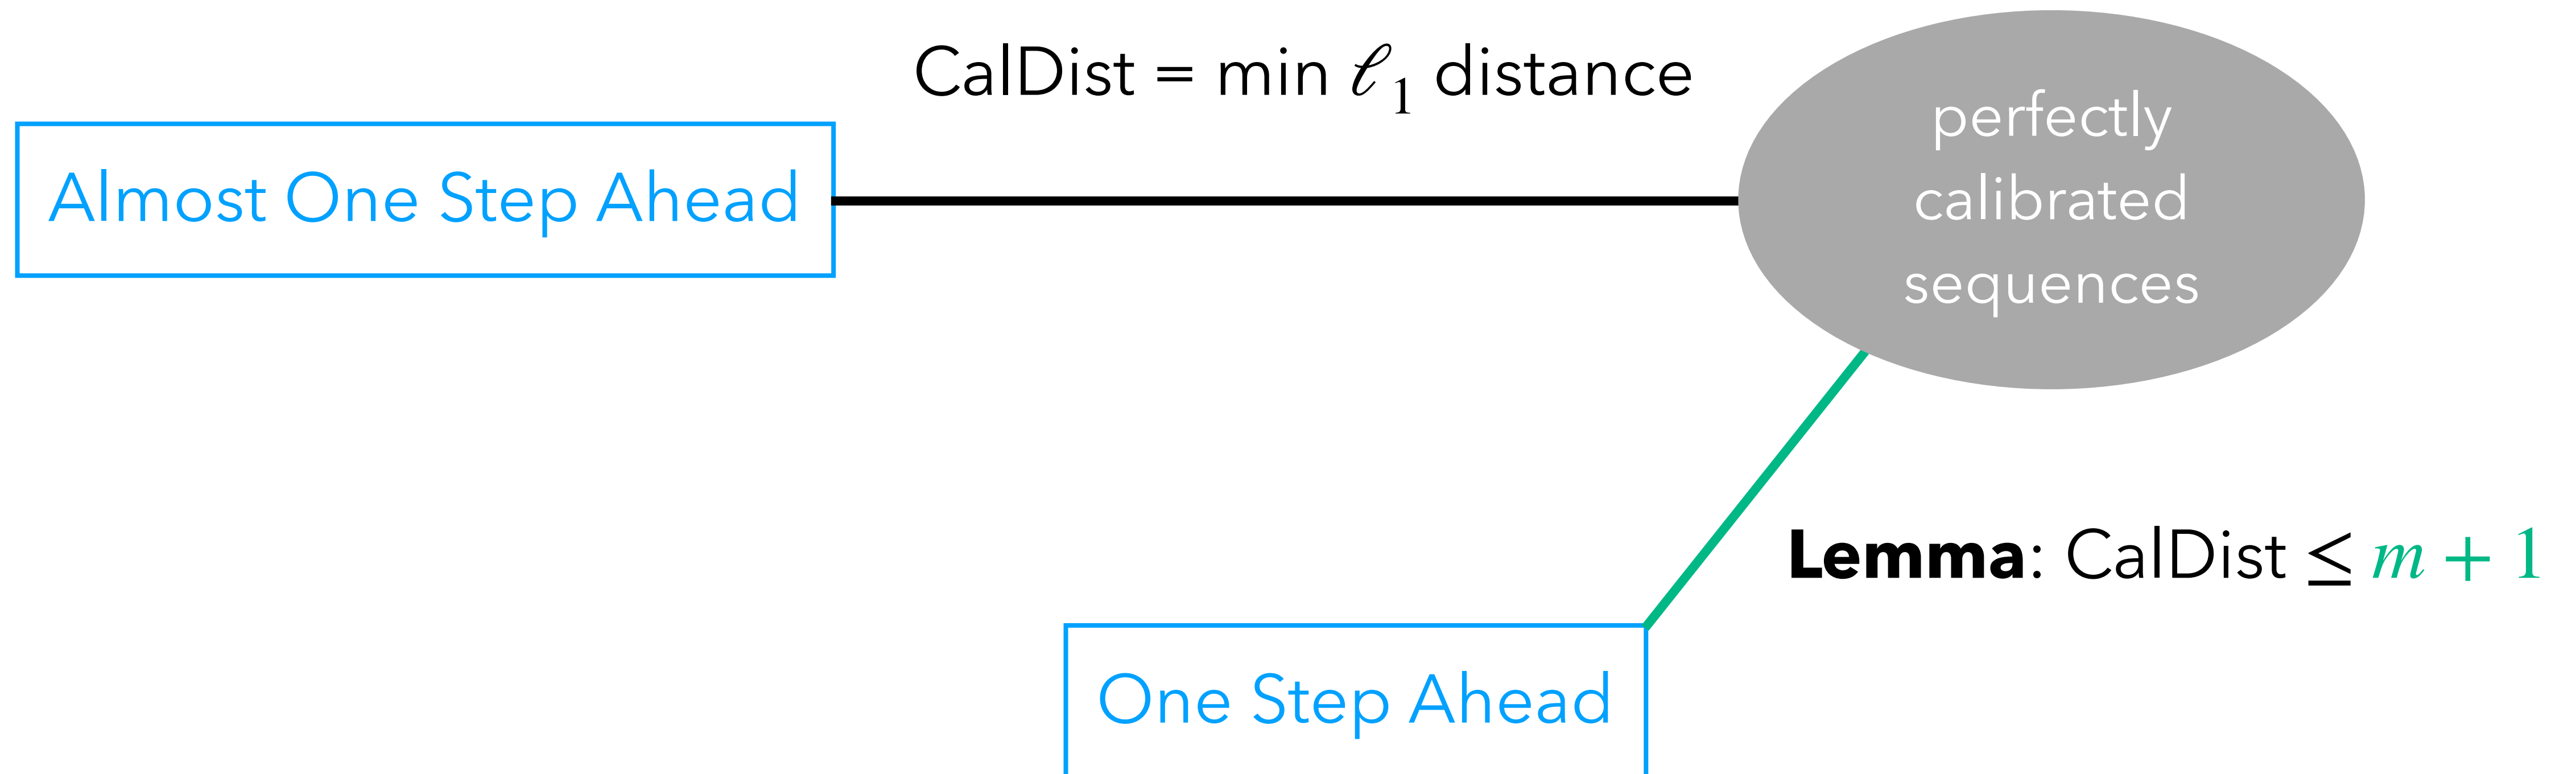 CalDist = min ℓ₁ distance
Almost One Step Ahead
perfectly
calibrated
sequences
Lemma: CalDist ≤ m + 1
One Step Ahead